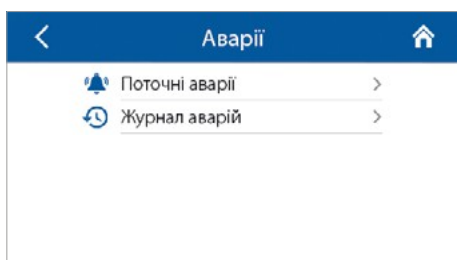 Аварії
Поточні аварії
Журнал аварій